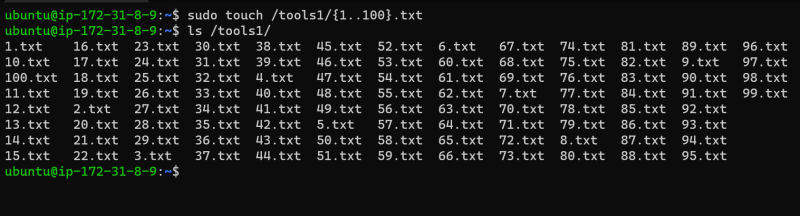 ubuntu@ip-172-31-8-9:~$ sudo touch /tools1/{1..100}.txt
ubuntu@ip-172-31-8-9:~$ ls /tools1/
1.txt 16.txt 23.txt 30.txt 38.txt 45.txt 52.txt 6.txt 67.txt 74.txt 81.txt 89.txt 96.txt
10.txt 17.txt 24.txt 31.txt 39.txt 46.txt 53.txt 60.txt 68.txt 75.txt 82.txt 9.txt 97.txt
100.txt 18.txt 25.txt 32.txt 4.txt 47.txt 54.txt 61.txt 69.txt 76.txt 83.txt 90.txt 98.txt
11.txt 19.txt 26.txt 33.txt 40.txt 48.txt 55.txt 62.txt 7.txt 77.txt 84.txt 91.txt 99.txt
12.txt 2.txt 27.txt 34.txt 41.txt 49.txt 56.txt 63.txt 70.txt 78.txt 85.txt 92.txt
13.txt 20.txt 28.txt 35.txt 42.txt 5.txt 57.txt 64.txt 71.txt 79.txt 86.txt 93.txt
14.txt 21.txt 29.txt 36.txt 43.txt 50.txt 58.txt 65.txt 72.txt 8.txt 87.txt 94.txt
15.txt 22.txt 3.txt 37.txt 44.txt 51.txt 59.txt 66.txt 73.txt 80.txt 88.txt 95.txt
ubuntu@ip-172-31-8-9:~$